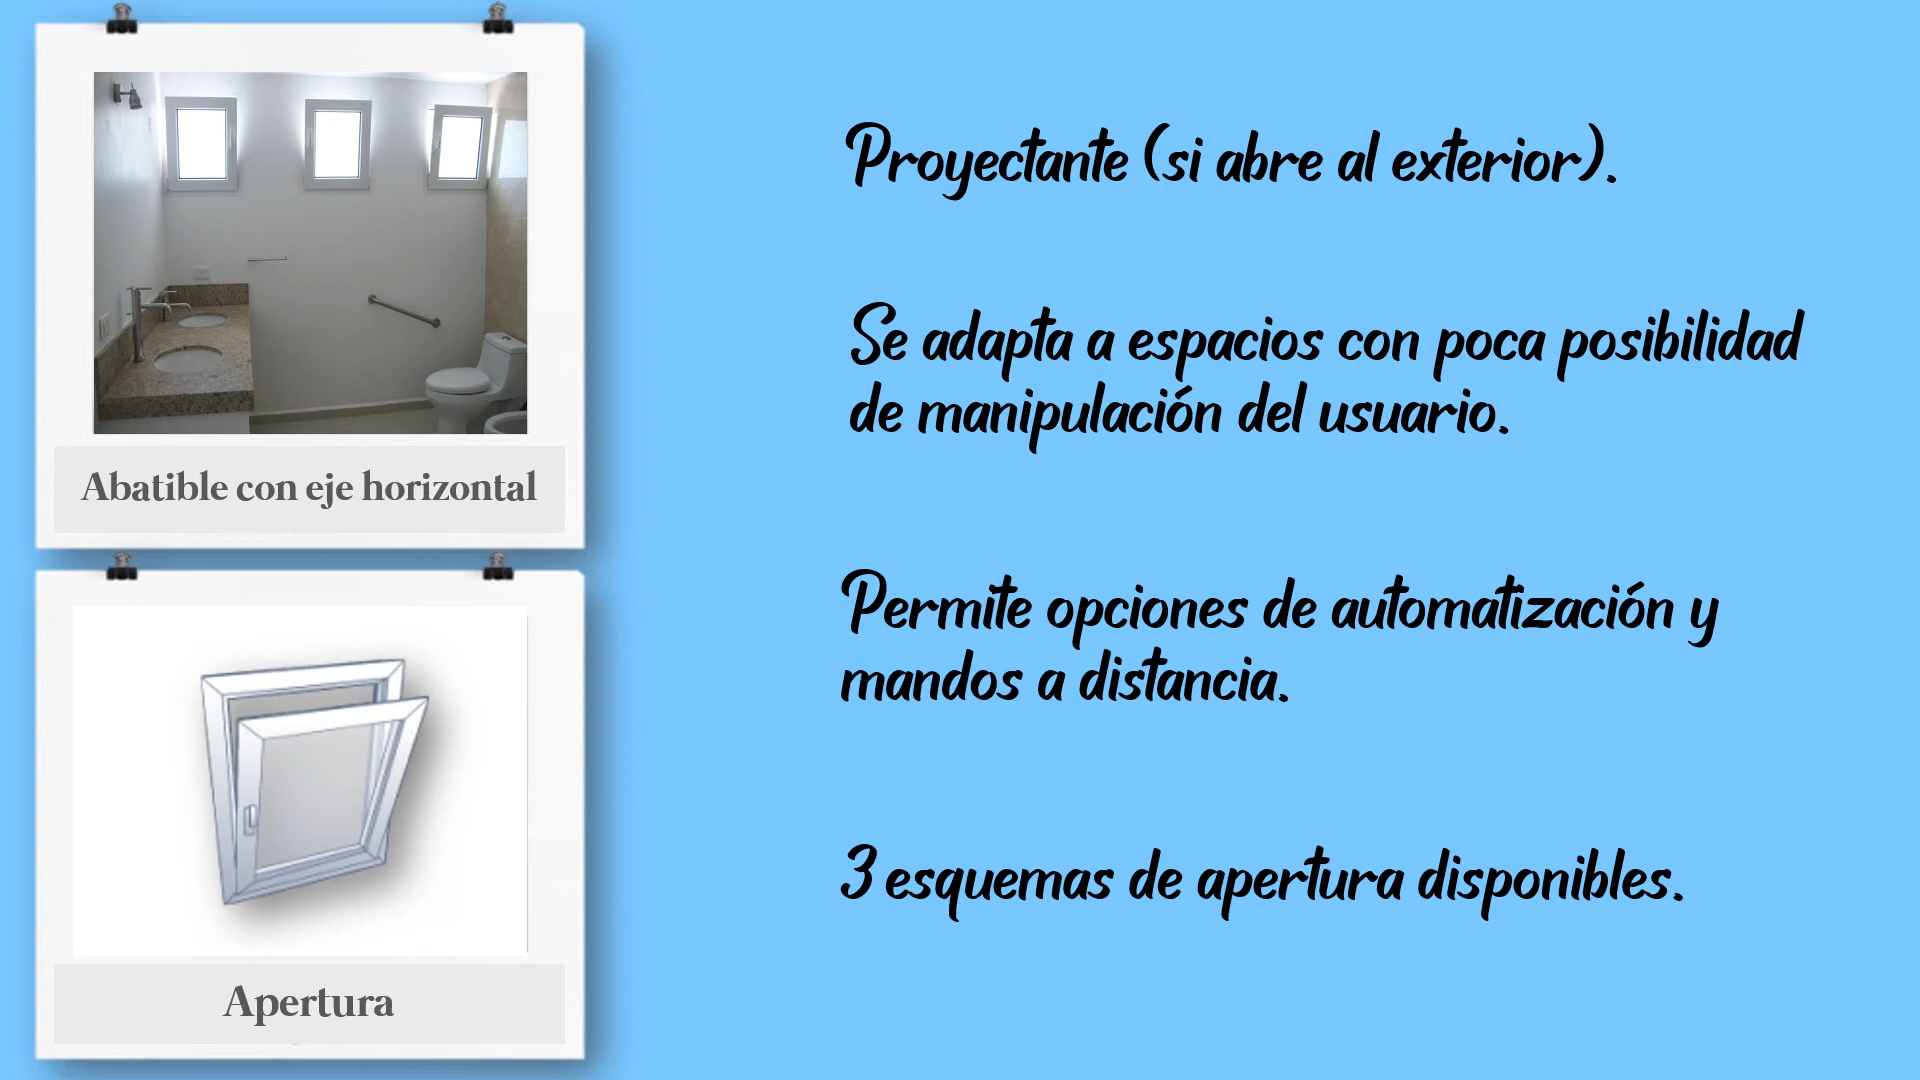 Abatible con eje horizontal
Apertura
Proyectante (si abre al exterior).
Se adapta a espacios con poca posibilidad
de manipulación del usuario.
Permite opciones de automatización y
mandos a distancia.
3 esquemas de apertura disponibles.